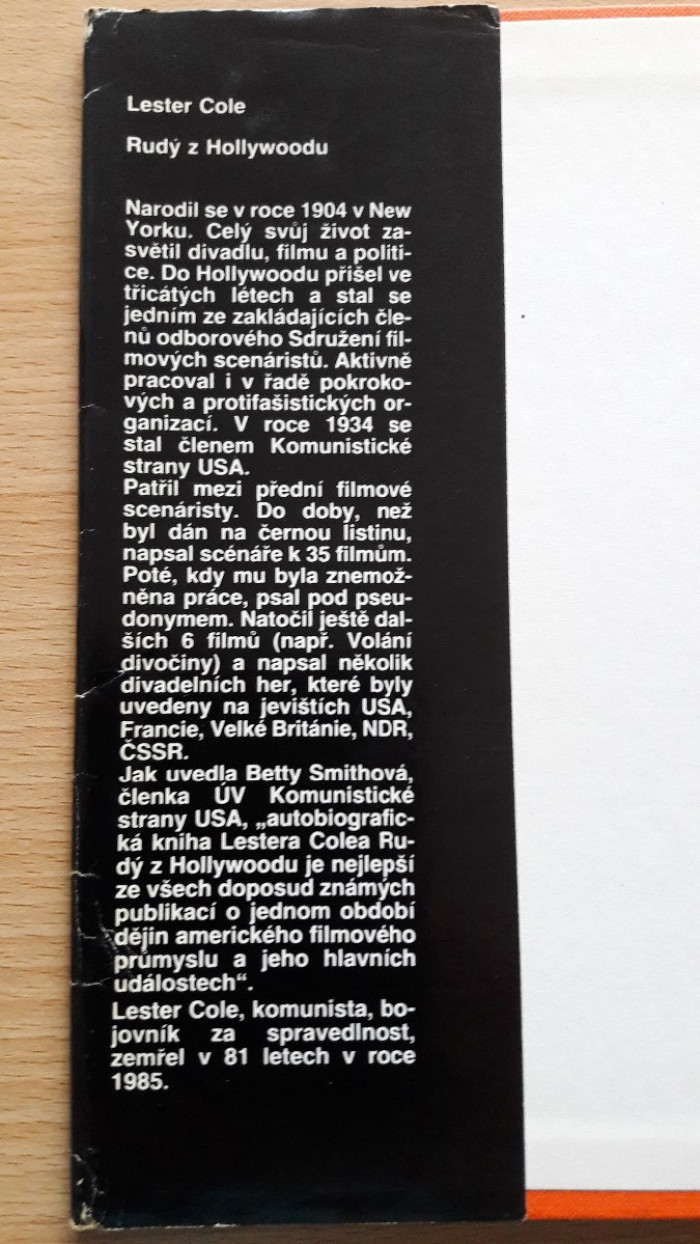 Lester Cole
Rudý z Hollywoodu
Narodil se v roce 1904 v New
Yorku. Celý svůj život za-
světil divadlu, filmu a politi-
ce. Do Hollywoodu přišel ve
třicátých létech a stal se
jedním ze zakládajících čle-
nů odborového Sdružení fil-
mových scenáristů. Aktivně
pracoval i v řadě pokroko-
vých a protifašistických or-
ganizací. V roce 1934 se
stal členem Komunistické
strany USA.
Patřil mezi přední filmové
scenáristy. Do doby, než
byl dán na černou listinu,
napsal scénáře k 35 filmům.
Poté, kdy mu byla znemož-
něna práce, psal pod pseu-
donymem. Natočil ještě dal-
ších 6 filmů (např. Volání
divočiny) a napsal několik
divadelních her, které byly
uvedeny na jevištích USA,
Francie, Velké Británie, NDR,
ČSSR.
Jak uvedla Betty Smithová,
členka ÚV Komunistické
strany USA, „autobiografic-
ká kniha Lestera Colea Ru-
dý z Hollywoodu je nejlepší
ze všech doposud známých
publikací o jednom období
dějin amerického filmového
průmyslu a jeho hlavních
událostech“.
Lester Cole, komunista, bo-
jovník za spravedlnost,
zemřel v 81 letech v roce
1985.